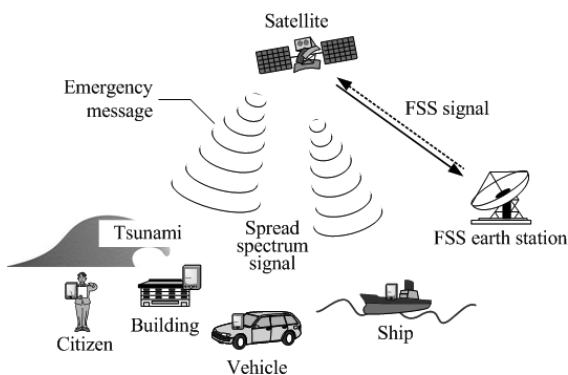 Satellite
Emergency
message
FSS signal
Tsunami
Spread
spectrum
signal
FSS earth station
Citizen
Building
Vehicle
Ship